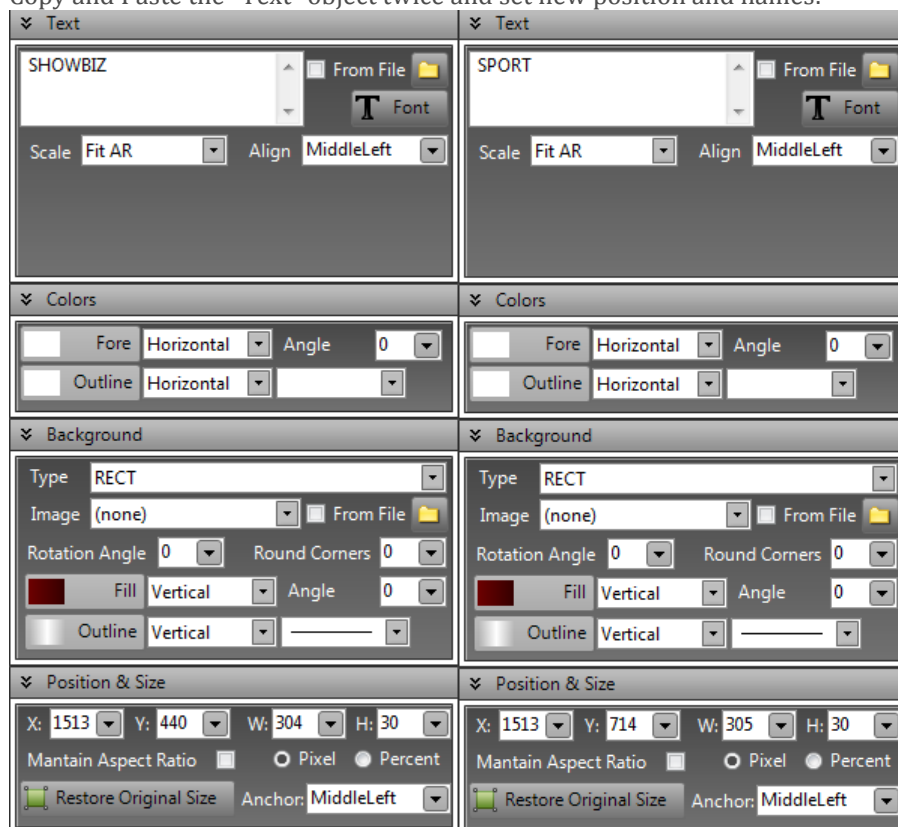 Copy and Paste the "Text" object twice and set new position and names.
Text
SHOWBIZ
From File
T Font
Scale Fit AR Align MiddleLeft
Colors
Fore Horizontal Angle 0
Outline Horizontal
Background
Type RECT
Image (none) From File
Rotation Angle 0 Round Corners 0
Fill Vertical Angle 0
Outline Vertical
Position & Size
X: 1513 Y: 440 W: 304 H: 30
Mantain Aspect Ratio Pixel Percent
Restore Original Size Anchor: MiddleLeft
Text
SPORT
From File
T Font
Scale Fit AR Align MiddleLeft
Colors
Fore Horizontal Angle 0
Outline Horizontal
Background
Type RECT
Image (none) From File
Rotation Angle 0 Round Corners 0
Fill Vertical Angle 0
Outline Vertical
Position & Size
X: 1513 Y: 714 W: 305 H: 30
Mantain Aspect Ratio Pixel Percent
Restore Original Size Anchor: MiddleLeft